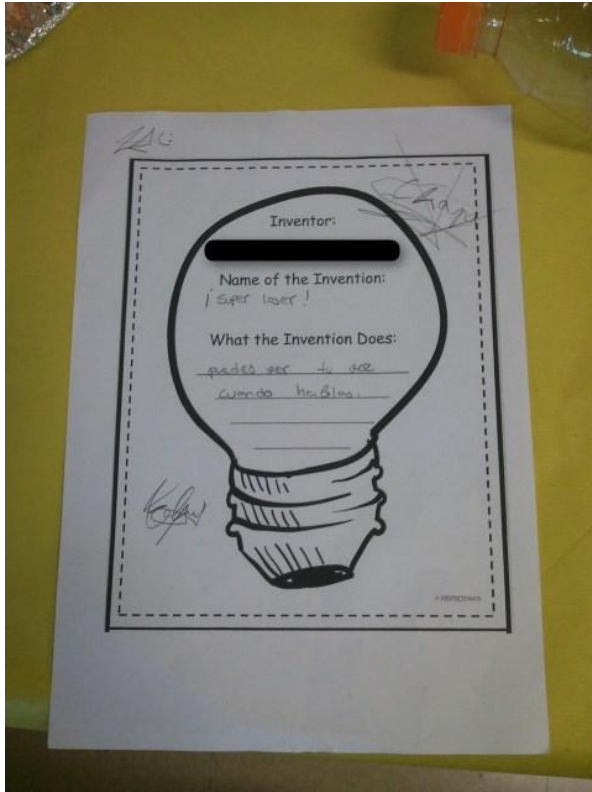 Inventor:
Name of the Invention:
¡Super laser!
What the Invention Does:
puedes ver tu voz
cuando hablas.